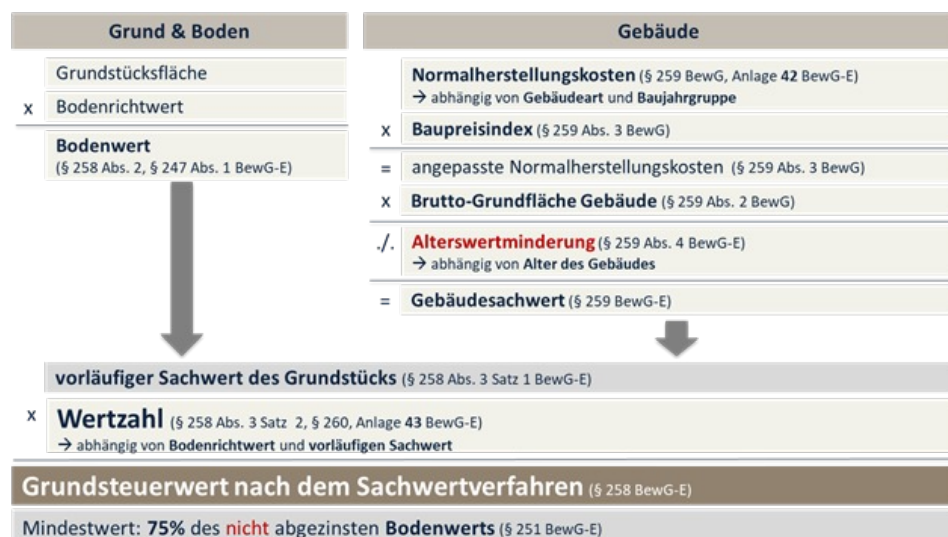 Grund & Boden
Grundstücksfläche
x Bodenrichtwert
Bodenwert
(§ 258 Abs. 2, § 247 Abs. 1 BewG-E)
Gebäude
Normalherstellungskosten (§ 259 BewG, Anlage 42 BewG-E)
→ abhängig von Gebäudeart und Baujahrgruppe
x Baupreisindex (§ 259 Abs. 3 BewG)
= angepasste Normalherstellungskosten (§ 259 Abs. 3 BewG)
x Brutto-Grundfläche Gebäude (§ 259 Abs. 2 BewG)
./. Alterswertminderung (§ 259 Abs. 4 BewG-E)
→ abhängig von Alter des Gebäudes
= Gebäudesachwert (§ 259 BewG-E)
vorläufiger Sachwert des Grundstücks (§ 258 Abs. 3 Satz 1 BewG-E)
x Wertzahl (§ 258 Abs. 3 Satz 2, § 260, Anlage 43 BewG-E)
→ abhängig von Bodenrichtwert und vorläufigen Sachwert
Grundsteuerwert nach dem Sachwertverfahren (§ 258 BewG-E)
Mindestwert: 75% des nicht abgezinsten Bodenwerts (§ 251 BewG-E)